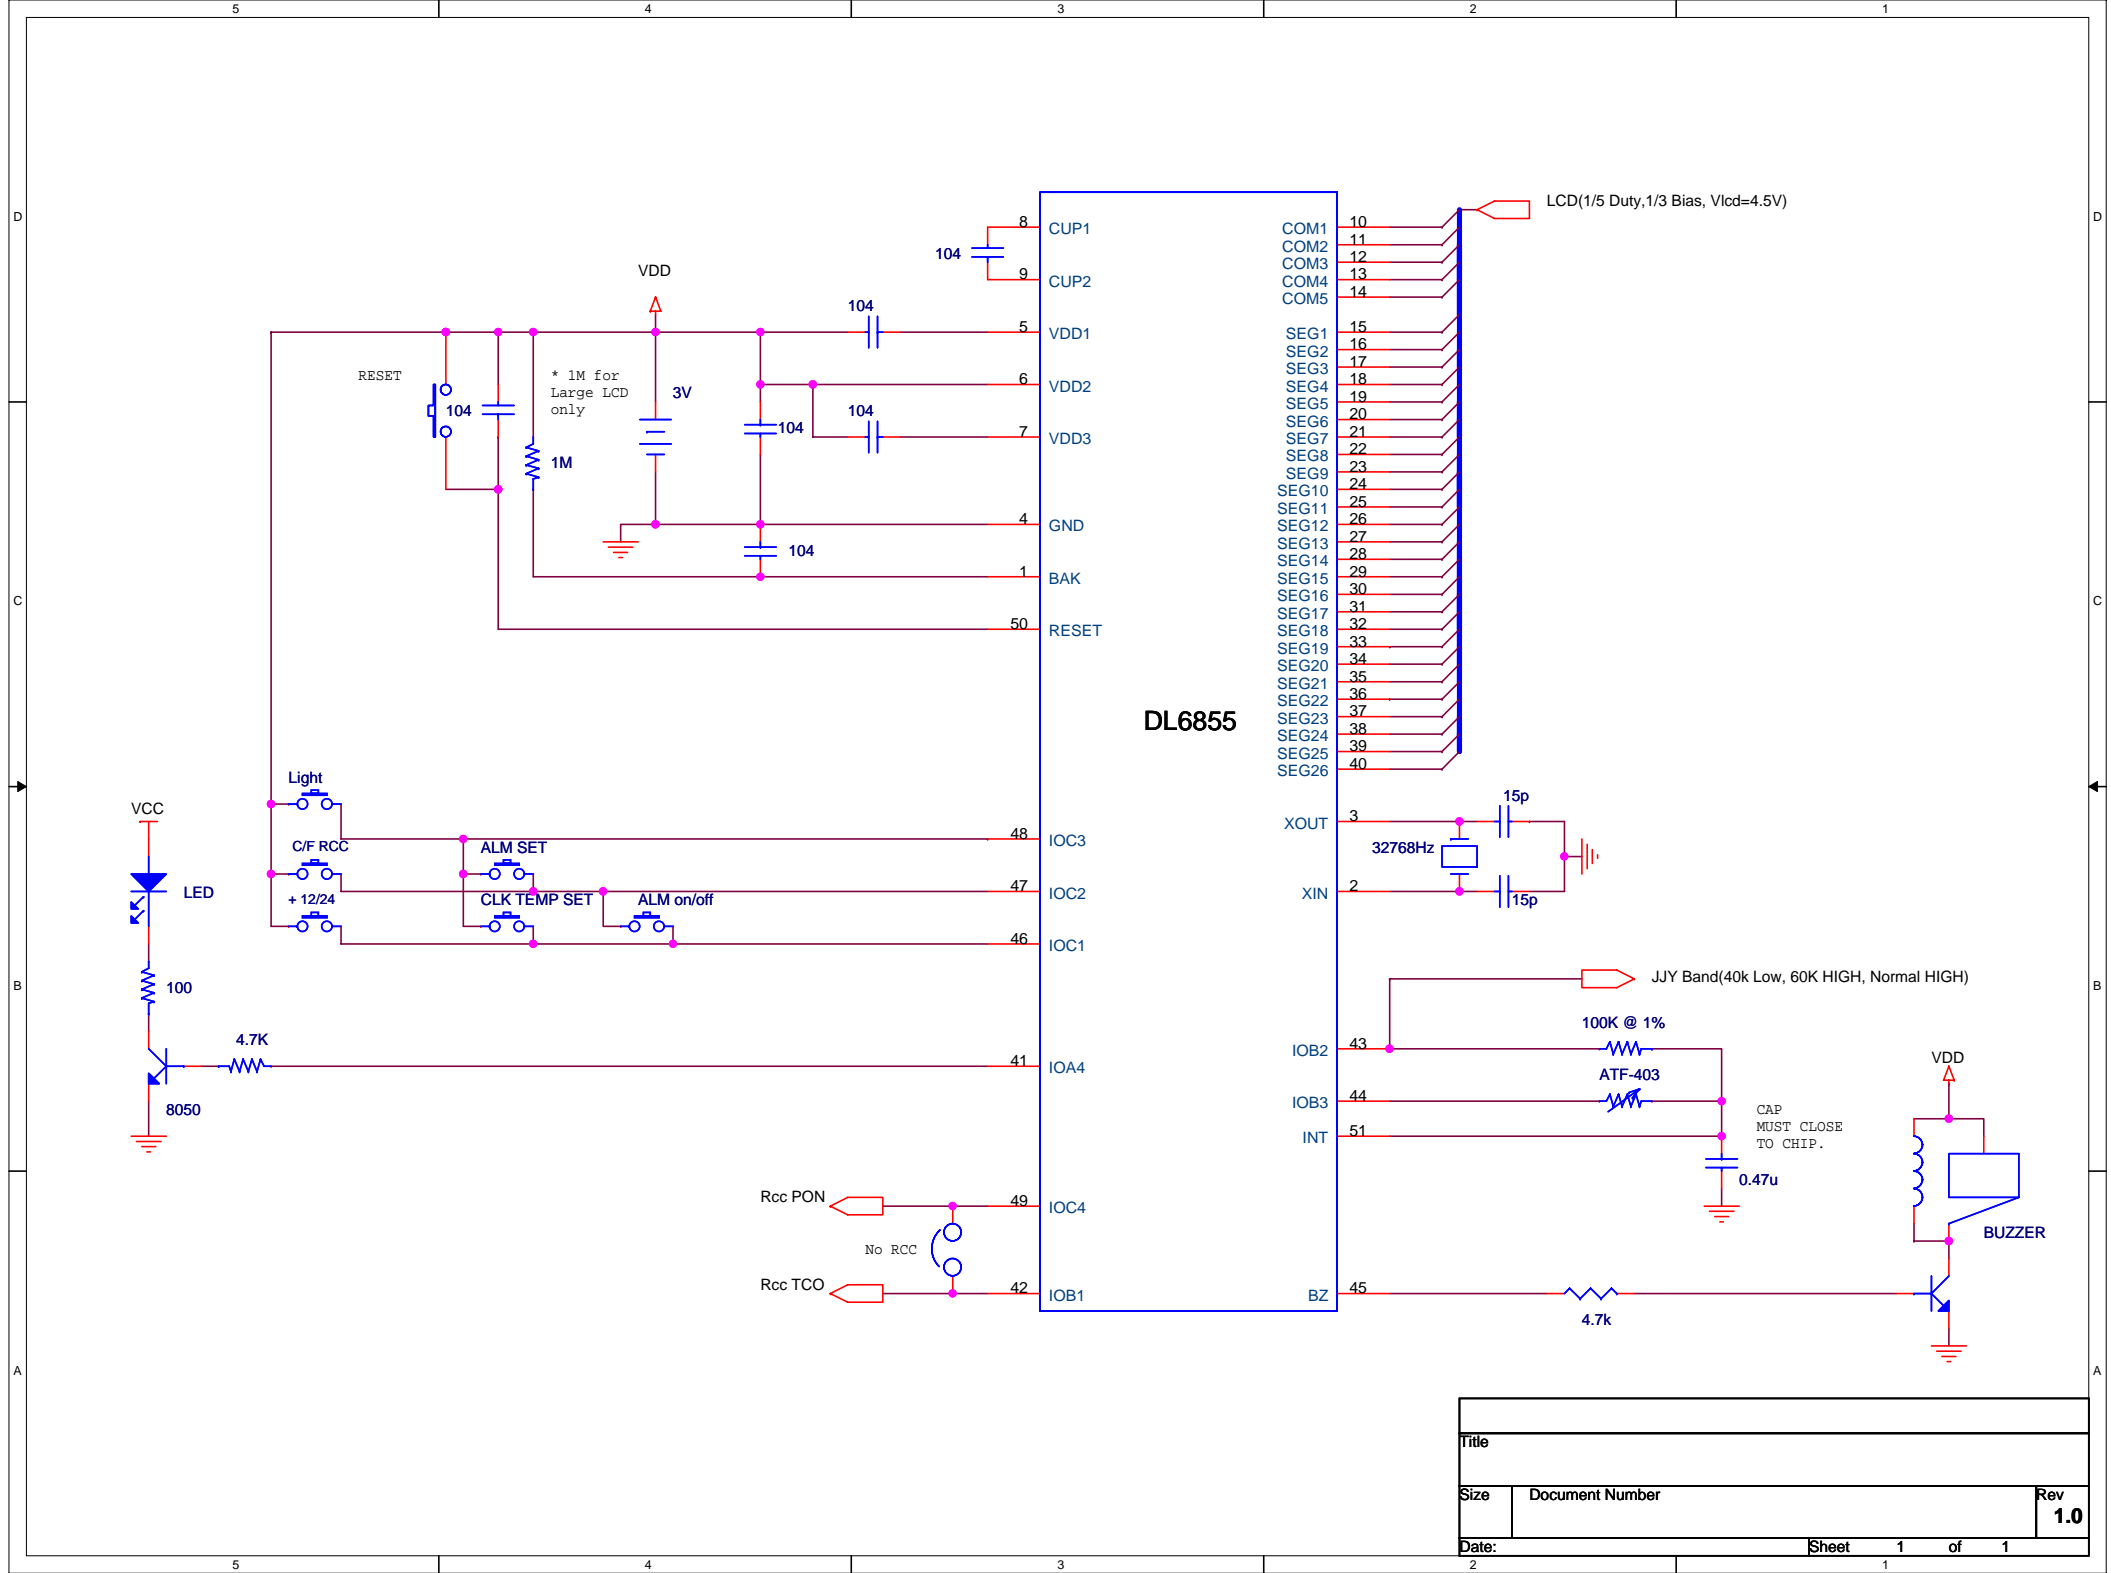 5 4 3 2 1
D D
C C
B B
A A
LCD(1/5 Duty,1/3 Bias, Vlcd=4.5V)
8 CUP1
104
9 CUP2
VDD
104
5 VDD1
6 VDD2
104
7 VDD3
RESET
104
* 1M for
Large LCD
only
1M
3V
104
4 GND
104
1 BAK
50 RESET
DL6855
COM1 10
COM2 11
COM3 12
COM4 13
COM5 14
SEG1 15
SEG2 16
SEG3 17
SEG4 18
SEG5 19
SEG6 20
SEG7 21
SEG8 22
SEG9 23
SEG10 24
SEG11 25
SEG12 26
SEG13 27
SEG14 28
SEG15 29
SEG16 30
SEG17 31
SEG18 32
SEG19 33
SEG20 34
SEG21 35
SEG22 36
SEG23 37
SEG24 38
SEG25 39
SEG26 40
Light
48 IOC3
C/F RCC
ALM SET
47 IOC2
+ 12/24
CLK TEMP SET
ALM on/off
46 IOC1
VCC
LED
100
4.7K
41 IOA4
8050
XOUT 3
15p
32768Hz
XIN 2
15p
JJY Band(40k Low, 60K HIGH, Normal HIGH)
100K @ 1%
IOB2 43
ATF-403
IOB3 44
INT 51
CAP
MUST CLOSE
TO CHIP.
0.47u
VDD
BUZZER
Rcc PON
49 IOC4
No RCC
Rcc TCO
42 IOB1
BZ 45
4.7k
Title
Size Document Number Rev
1.0
Date: Sheet 1 of 1
5 4 3 2 1